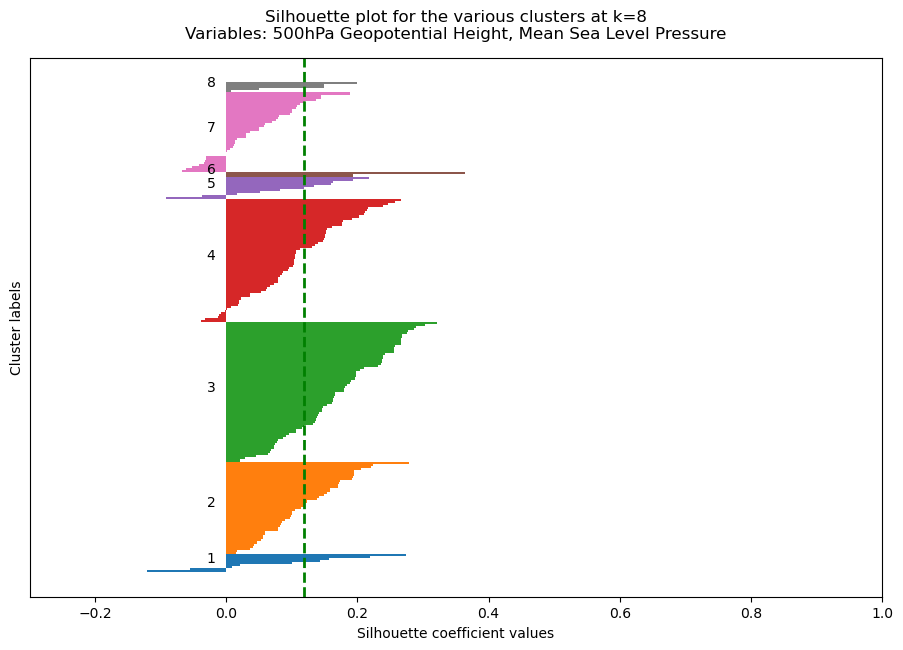 Silhouette plot for the various clusters at k=8
Variables: 500hPa Geopotential Height, Mean Sea Level Pressure
Cluster labels
8
7
6
5
4
3
2
1
−0.2 0.0 0.2 0.4 0.6 0.8 1.0
Silhouette coefficient values